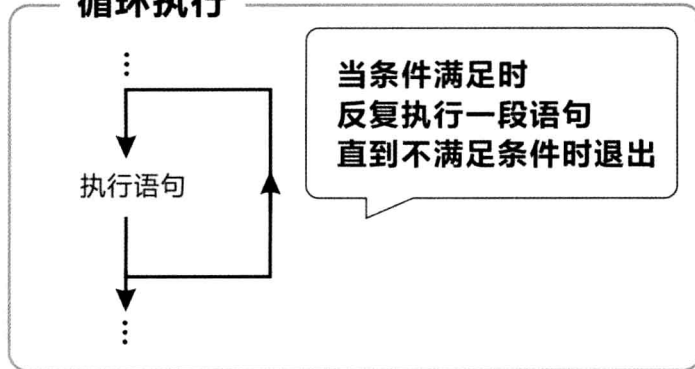 循环执行
⋮
当条件满足时
反复执行一段语句
直到不满足条件时退出
执行语句
⋮